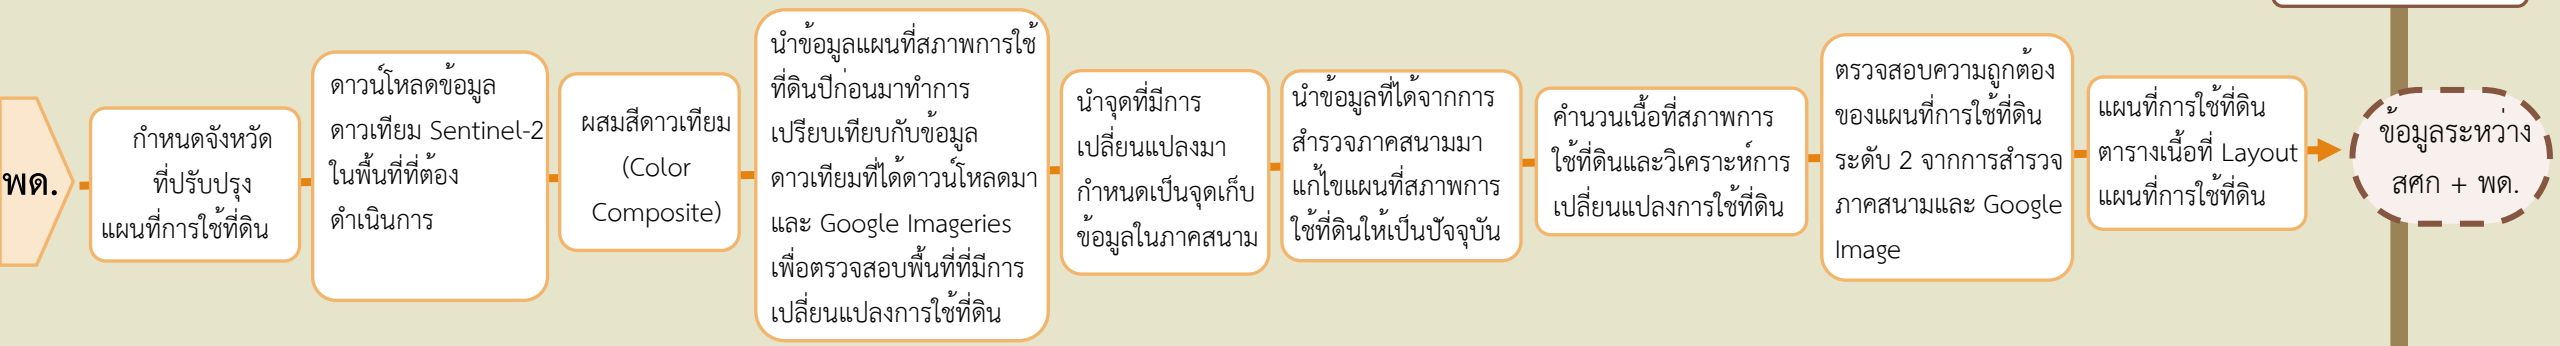 พด.
กำหนดจังหวัด
ที่ปรับปรุง
แผนที่การใช้ที่ดิน
ดาวน์โหลดข้อมูล
ดาวเทียม Sentinel-2
ในพื้นที่ที่ต้อง
ดำเนินการ
ผสมสีดาวเทียม
(Color
Composite)
นำข้อมูลแผนที่สภาพการใช้
ที่ดินปีก่อนมาทำการ
เปรียบเทียบกับข้อมูล
ดาวเทียมที่ได้ดาวน์โหลดมา
และ Google Imageries
เพื่อตรวจสอบพื้นที่ที่มีการ
เปลี่ยนแปลงการใช้ที่ดิน
นำจุดที่มีการ
เปลี่ยนแปลงมา
กำหนดเป็นจุดเก็บ
ข้อมูลในภาคสนาม
นำข้อมูลที่ได้จากการ
สำรวจภาคสนามมา
แก้ไขแผนที่สภาพการ
ใช้ที่ดินให้เป็นปัจจุบัน
คำนวนเนื้อที่สภาพการ
ใช้ที่ดินและวิเคราะห์การ
เปลี่ยนแปลงการใช้ที่ดิน
ตรวจสอบความถูกต้อง
ของแผนที่การใช้ที่ดิน
ระดับ 2 จากการสำรวจ
ภาคสนามและ Google
Image
แผนที่การใช้ที่ดิน
ตารางเนื้อที่ Layout
แผนที่การใช้ที่ดิน
ข้อมูลระหว่าง
สศก + พด.